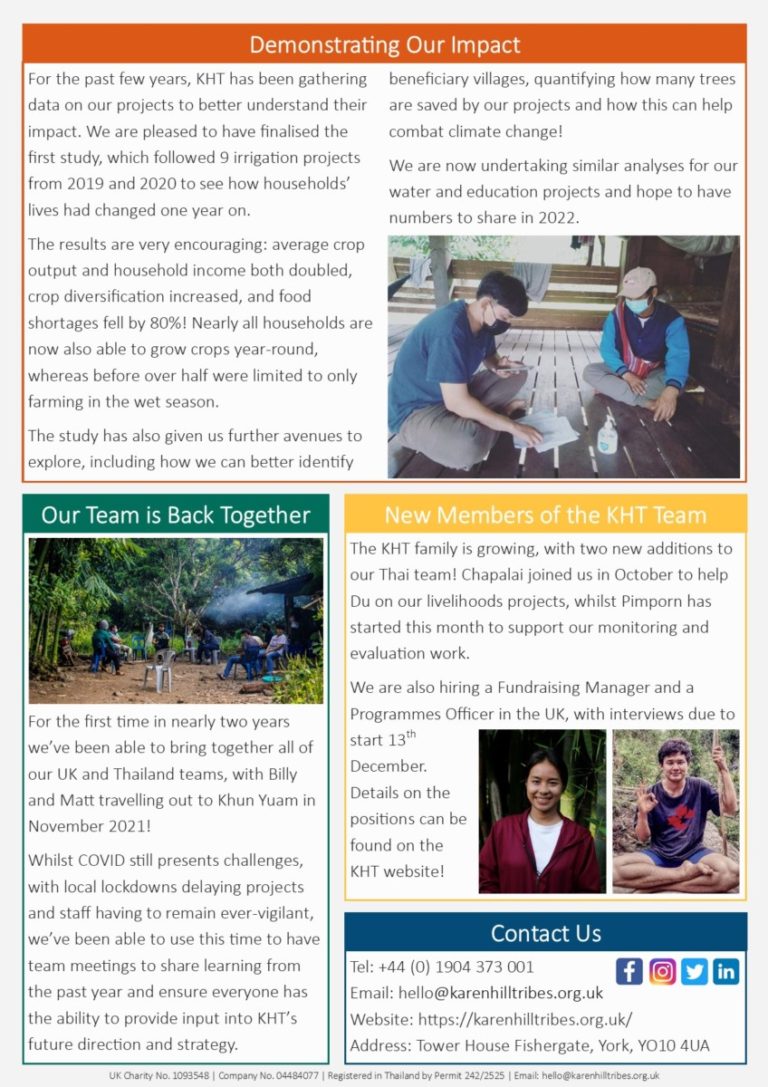 Demonstrating Our Impact
For the past few years, KHT has been gathering
data on our projects to better understand their
impact. We are pleased to have finalised the
first study, which followed 9 irrigation projects
from 2019 and 2020 to see how households’
lives had changed one year on.
The results are very encouraging: average crop
output and household income both doubled,
crop diversification increased, and food
shortages fell by 80%! Nearly all households are
now also able to grow crops year-round,
whereas before over half were limited to only
farming in the wet season.
The study has also given us further avenues to
explore, including how we can better identify
beneficiary villages, quantifying how many trees
are saved by our projects and how this can help
combat climate change!
We are now undertaking similar analyses for our
water and education projects and hope to have
numbers to share in 2022.
Our Team is Back Together
For the first time in nearly two years
we’ve been able to bring together all of
our UK and Thailand teams, with Billy
and Matt travelling out to Khun Yuam in
November 2021!
Whilst COVID still presents challenges,
with local lockdowns delaying projects
and staff having to remain ever-vigilant,
we’ve been able to use this time to have
team meetings to share learning from
the past year and ensure everyone has
the ability to provide input into KHT’s
future direction and strategy.
New Members of the KHT Team
The KHT family is growing, with two new additions to
our Thai team! Chapalai joined us in October to help
Du on our livelihoods projects, whilst Pimporn has
started this month to support our monitoring and
evaluation work.
We are also hiring a Fundraising Manager and a
Programmes Officer in the UK, with interviews due to
start 13th
December.
Details on the
positions can be
found on the
KHT website!
Contact Us
Tel: +44 (0) 1904 373 001
Email: hello@karenhilltribes.org.uk
Website: https://karenhilltribes.org.uk/
Address: Tower House Fishergate, York, YO10 4UA
UK Charity No. 1093548 | Company No. 04484077 | Registered in Thailand by Permit 242/2525 | Email: hello@karenhilltribes.org.uk